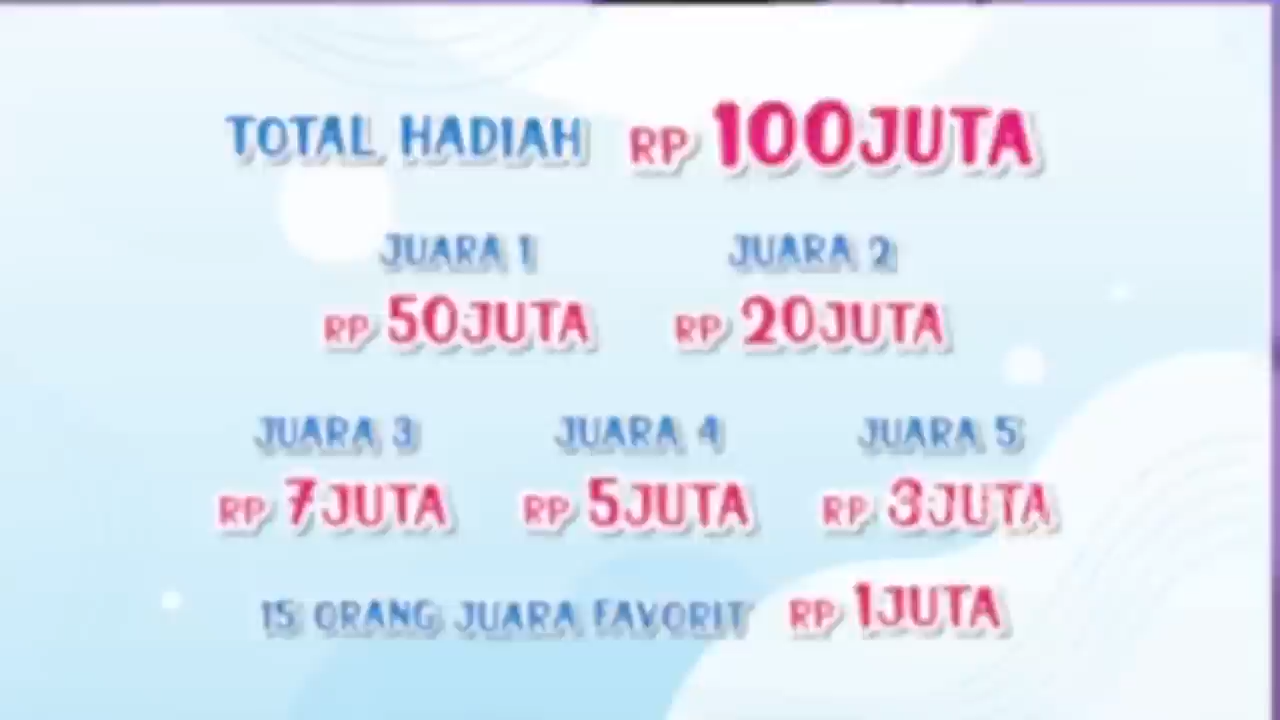 TOTAL HADIAH RP 100JUTA
JUARA 1 JUARA 2
RP 50JUTA RP 20JUTA
JUARA 3 JUARA 4 JUARA 5
RP 7JUTA RP 5JUTA RP 3JUTA
15 ORANG JUARA FAVORIT RP 1JUTA